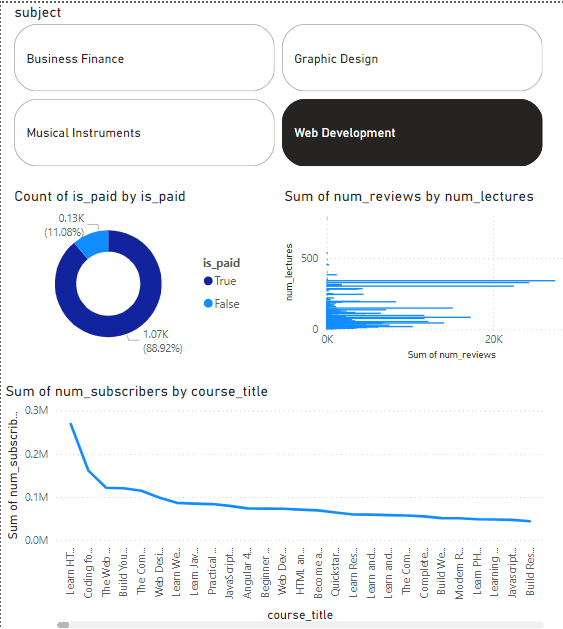 subject
Business Finance
Graphic Design
Musical Instruments
Web Development
Count of is_paid by is_paid
0.13K
(11.08%)
is_paid
True
False
1.07K
(88.92%)
Sum of num_reviews by num_lectures
num_lectures
500
0
0K
20K
Sum of num_reviews
Sum of num_subscribers by course_title
Sum of num_subscrib...
0.3M
0.2M
0.1M
0.0M
Learn HT...
Coding fo...
The Web ...
Build You...
The Com...
Web Desi...
Learn We...
Learn Jav...
Practical ...
JavaScript...
Angular 4...
Beginner ...
Web Dev...
HTML an...
Become a...
Quickstar...
Learn Res...
Learn and...
Learn and...
The Com...
Complete...
Build We...
Modern R...
Learn PH...
Learning ...
Javascript...
Build Res...
course_title